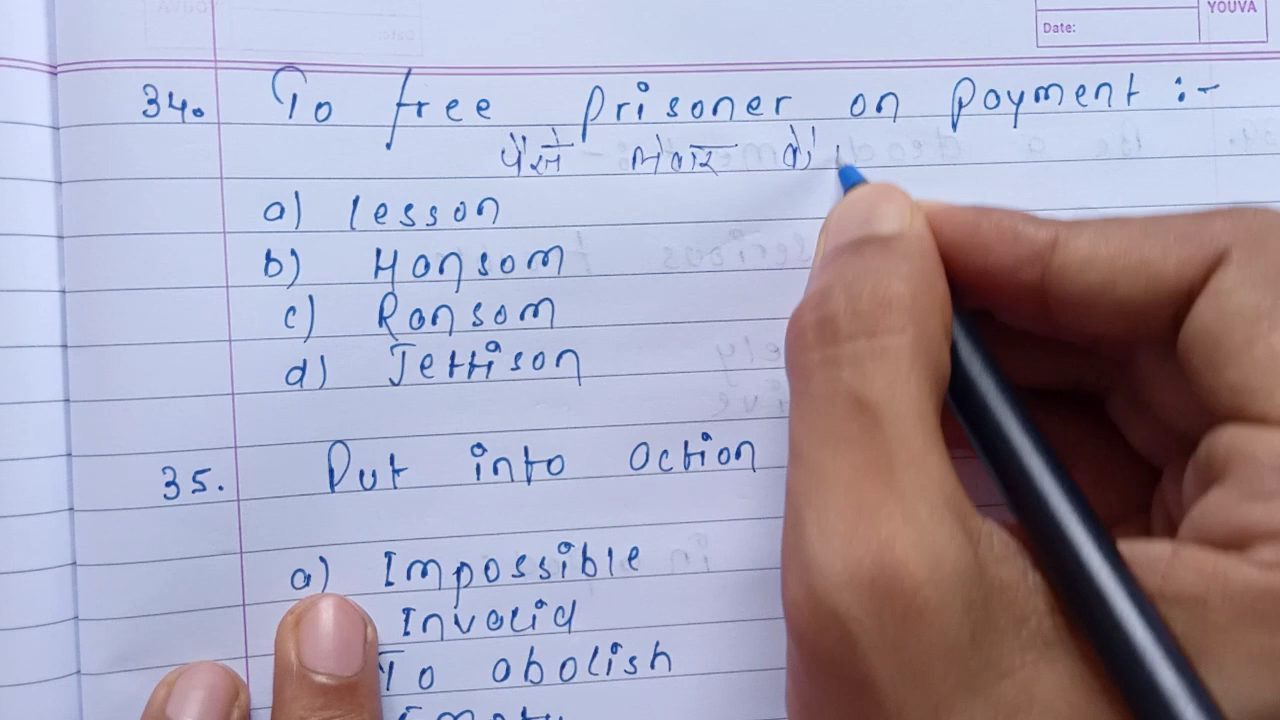 YOUVA
Date:
34. To free prisoner on payment :-
a) lesson
b) Hansom
c) Ransom
d) Jettison
35. Put into action
a) Impossible
Invalid
To abolish